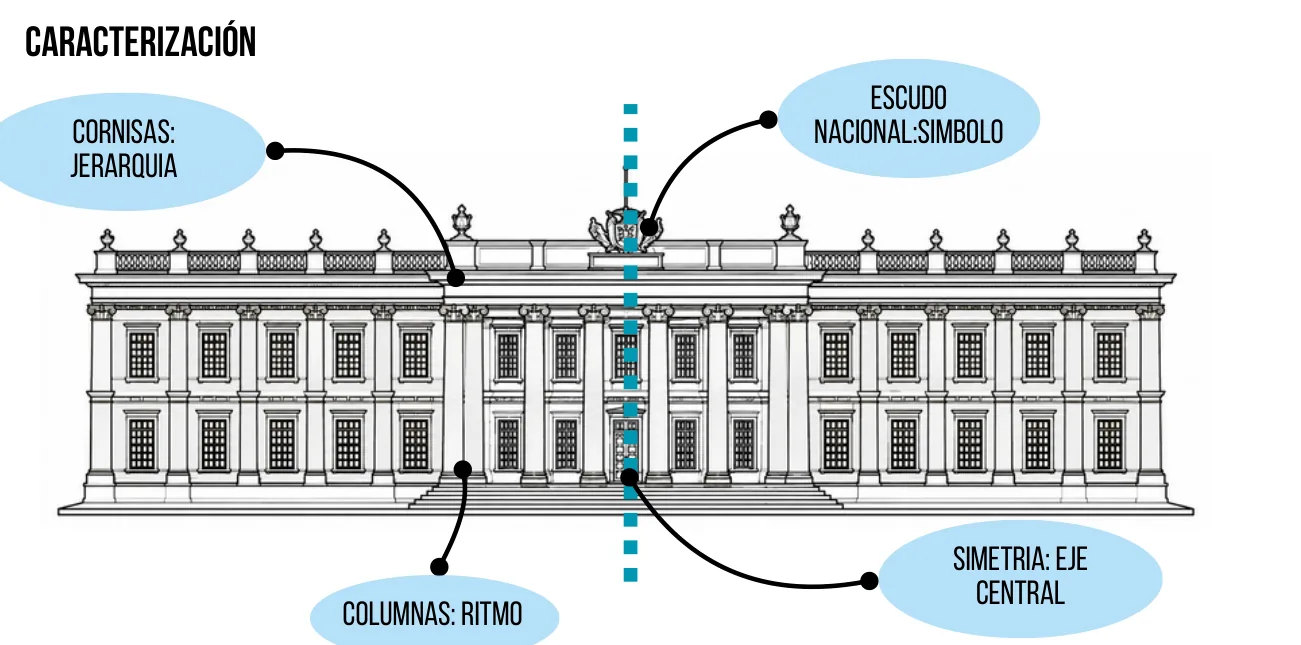 CARACTERIZACIÓN
ESCUDO
NACIONAL:SIMBOLO
CORNISAS:
JERARQUIA
SIMETRIA: EJE
CENTRAL
COLUMNAS: RITMO